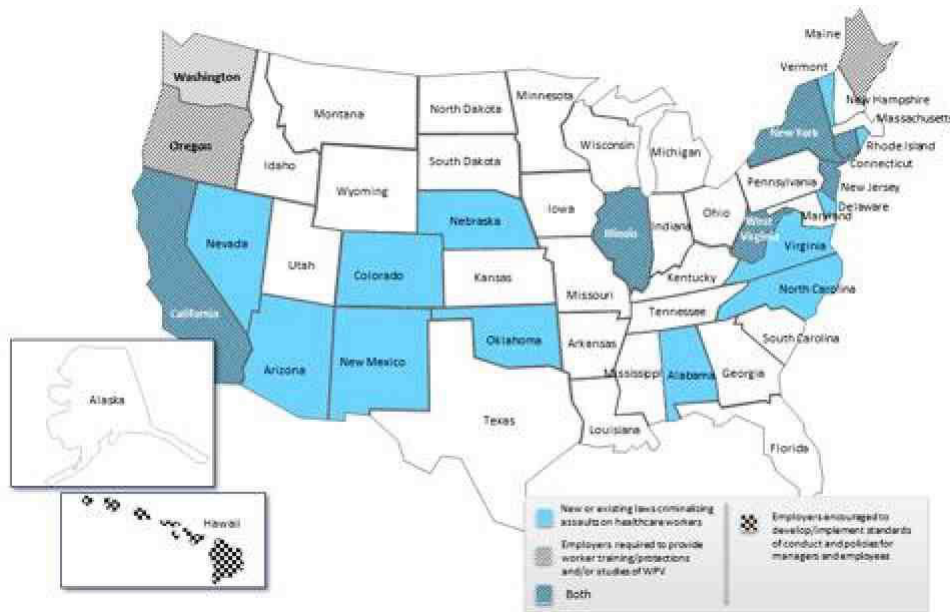 Maine
Vermont
Washington
Montana
North Dakota
Minnesota
New Hampshire
Massachusetts
Oregon
Idaho
Wisconsin
Michigan
New York
Rhode Island
Connecticut
South Dakota
Wyoming
Pennsylvania
New Jersey
Delaware
Iowa
Nebraska
Illinois
Indiana
Ohio
West
Virginia
Maryland
Nevada
Utah
Colorado
Kansas
Missouri
Kentucky
Virginia
North Carolina
California
Tennessee
Arizona
New Mexico
Oklahoma
Arkansas
South Carolina
Mississippi
Alabama
Georgia
Alaska
Texas
Louisiana
Florida
Hawaii
New or existing laws criminalizing
assaults on healthcare workers
Employers required to provide
worker training/protections
and/or studies of WPV
Both
Employers encouraged to
develop/implement standards
of conduct and policies for
managers and employees